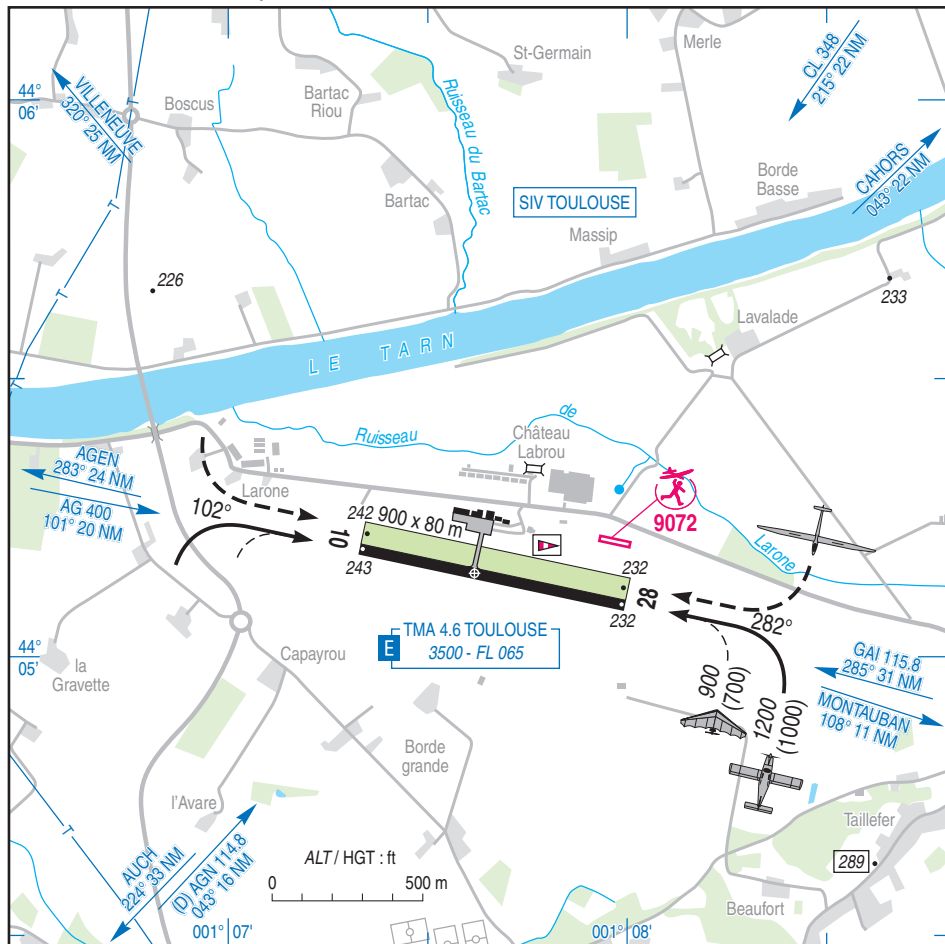 St-Germain
Merle
CL 348
215° 22 NM
44°
06'
VILLENEUVE
320° 25 NM
Boscus
Bartac
Riou
Ruisseau du Bartac
Borde
Basse
CAHORS
043° 22 NM
Bartac
SIV TOULOUSE
Massip
226
233
Lavalade
LE TARN
de
Ruisseau
Château
Labrou
AGEN
283° 24 NM
AG 400
101° 20 NM
Larone
102°
242
900 x 80 m
9072
10
243
232
28
232
Larone
282°
44°
05'
la
Gravette
Capayrou
E
TMA 4.6 TOULOUSE
3500 - FL 065
900
(700)
1200
(1000)
GAI 115.8
285° 31 NM
MONTAUBAN
108° 11 NM
Borde
grande
l'Avare
Taillefer
AUCH
224° 33 NM
(D) AGN 114.8
043° 16 NM
ALT / HGT : ft
0
500 m
289
Beaufort
001° 07'
001° 08'
T
T
T
T